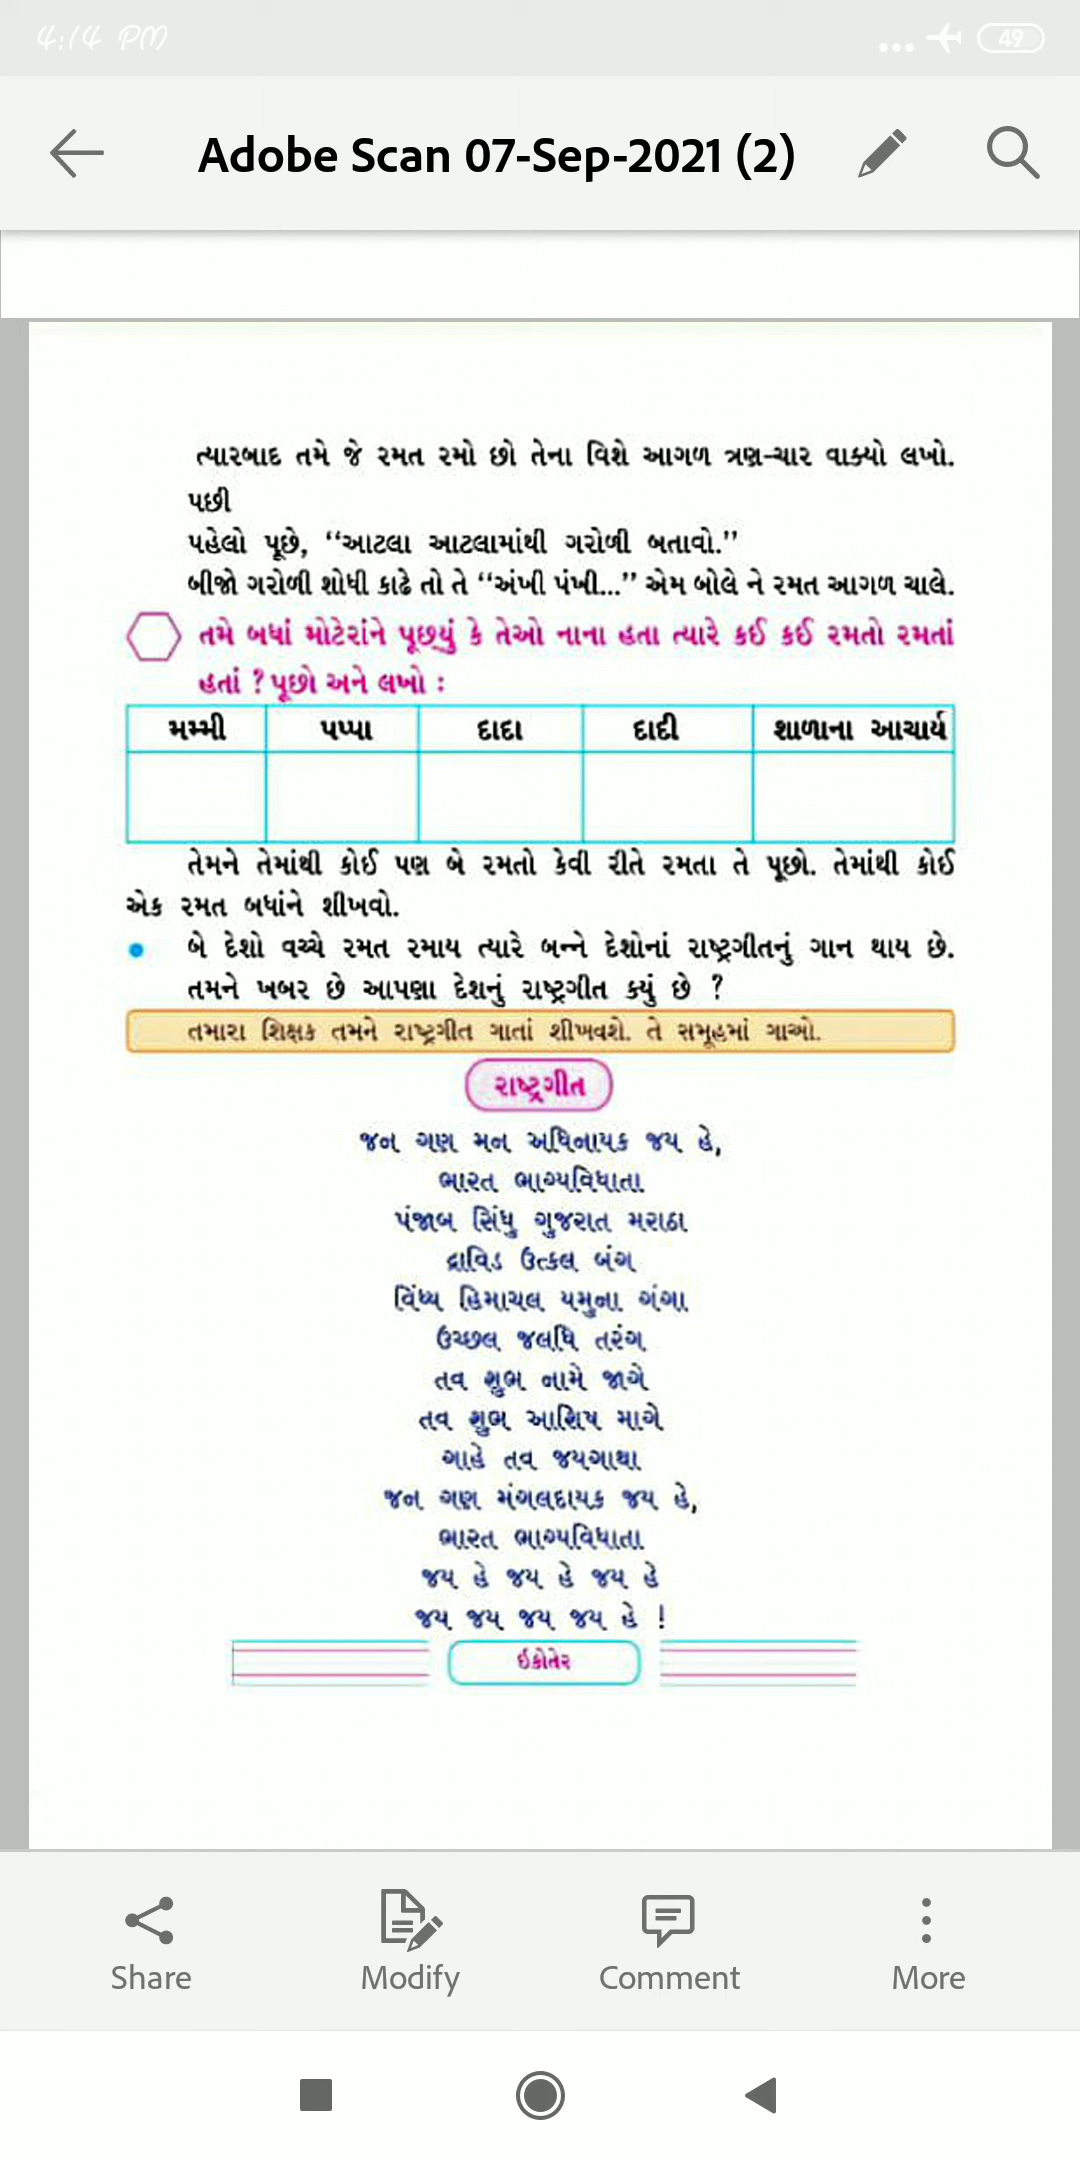 4:14 PM
49
Adobe Scan 07-Sep-2021 (2)
ત્યારબાદ તમે જે રમત રમો છો તેના વિશે આગળ ત્રણ-ચાર વાક્યો લખો.
પછી
પહેલો પૂછે, “આટલા આટલામાંથી ગરોળી બતાવો.”
બીજો ગરોળી શોધી કાઢે તો તે “અંખી પંખી...” એમ બોલે ને રમત આગળ ચાલે.
તમે બધાં મોટેરાંને પૂછ્યું કે તેઓ નાના હતા ત્યારે કઈ કઈ રમતો રમતાં
હતાં ? પૂછો અને લખો :
મમ્મી પપ્પા દાદા દાદી શાળાના આચાર્ય
તેમને તેમાંથી કોઈ પણ બે રમતો કેવી રીતે રમતા તે પૂછો. તેમાંથી કોઈ
એક રમત બધાંને શીખવો.
• બે દેશો વચ્ચે રમત રમાય ત્યારે બન્ને દેશોનાં રાષ્ટ્રગીતનું ગાન થાય છે.
તમને ખબર છે આપણા દેશનું રાષ્ટ્રગીત કયું છે ?
તમારા શિક્ષક તમને રાષ્ટ્રગીત ગાતાં શીખવશે. તે સમૂહમાં ગાઓ.
રાષ્ટ્રગીત
જન ગણ મન અધિનાયક જય હે,
ભારત ભાગ્યવિધાતા
પંજાબ સિંધુ ગુજરાત મરાઠા
દ્રાવિડ ઉત્કલ બંગ
વિંધ્ય હિમાચલ યમુના ગંગા
ઉચ્છલ જલધિ તરંગ
તવ શુભ નામે જાગે
તવ શુભ આશિષ માગે
ગાહે તવ જયગાથા
જન ગણ મંગલદાયક જય હે,
ભારત ભાગ્યવિધાતા
જય હે જય હે જય હે
જય જય જય જય હે !
ઈકોતેર
Share Modify Comment More